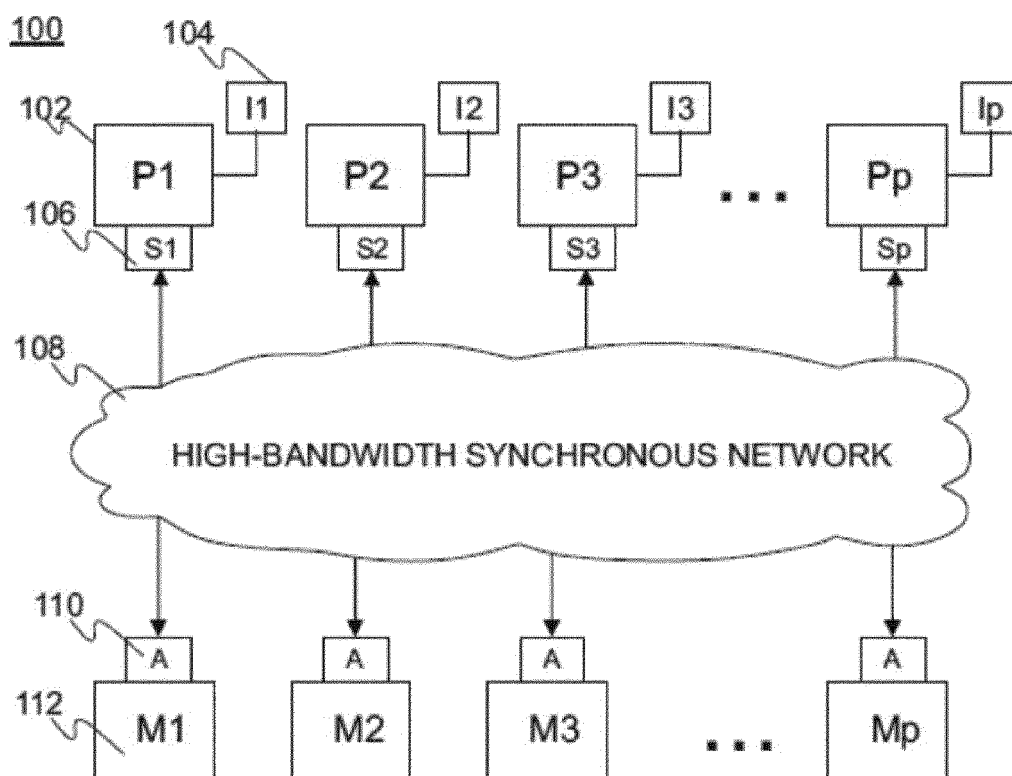 100
104
102
I1
I2
I3
Ip
P1
P2
P3
...
Pp
106
S1
S2
S3
Sp
108
HIGH-BANDWIDTH SYNCHRONOUS NETWORK
110
A
A
A
A
112
M1
M2
M3
...
Mp